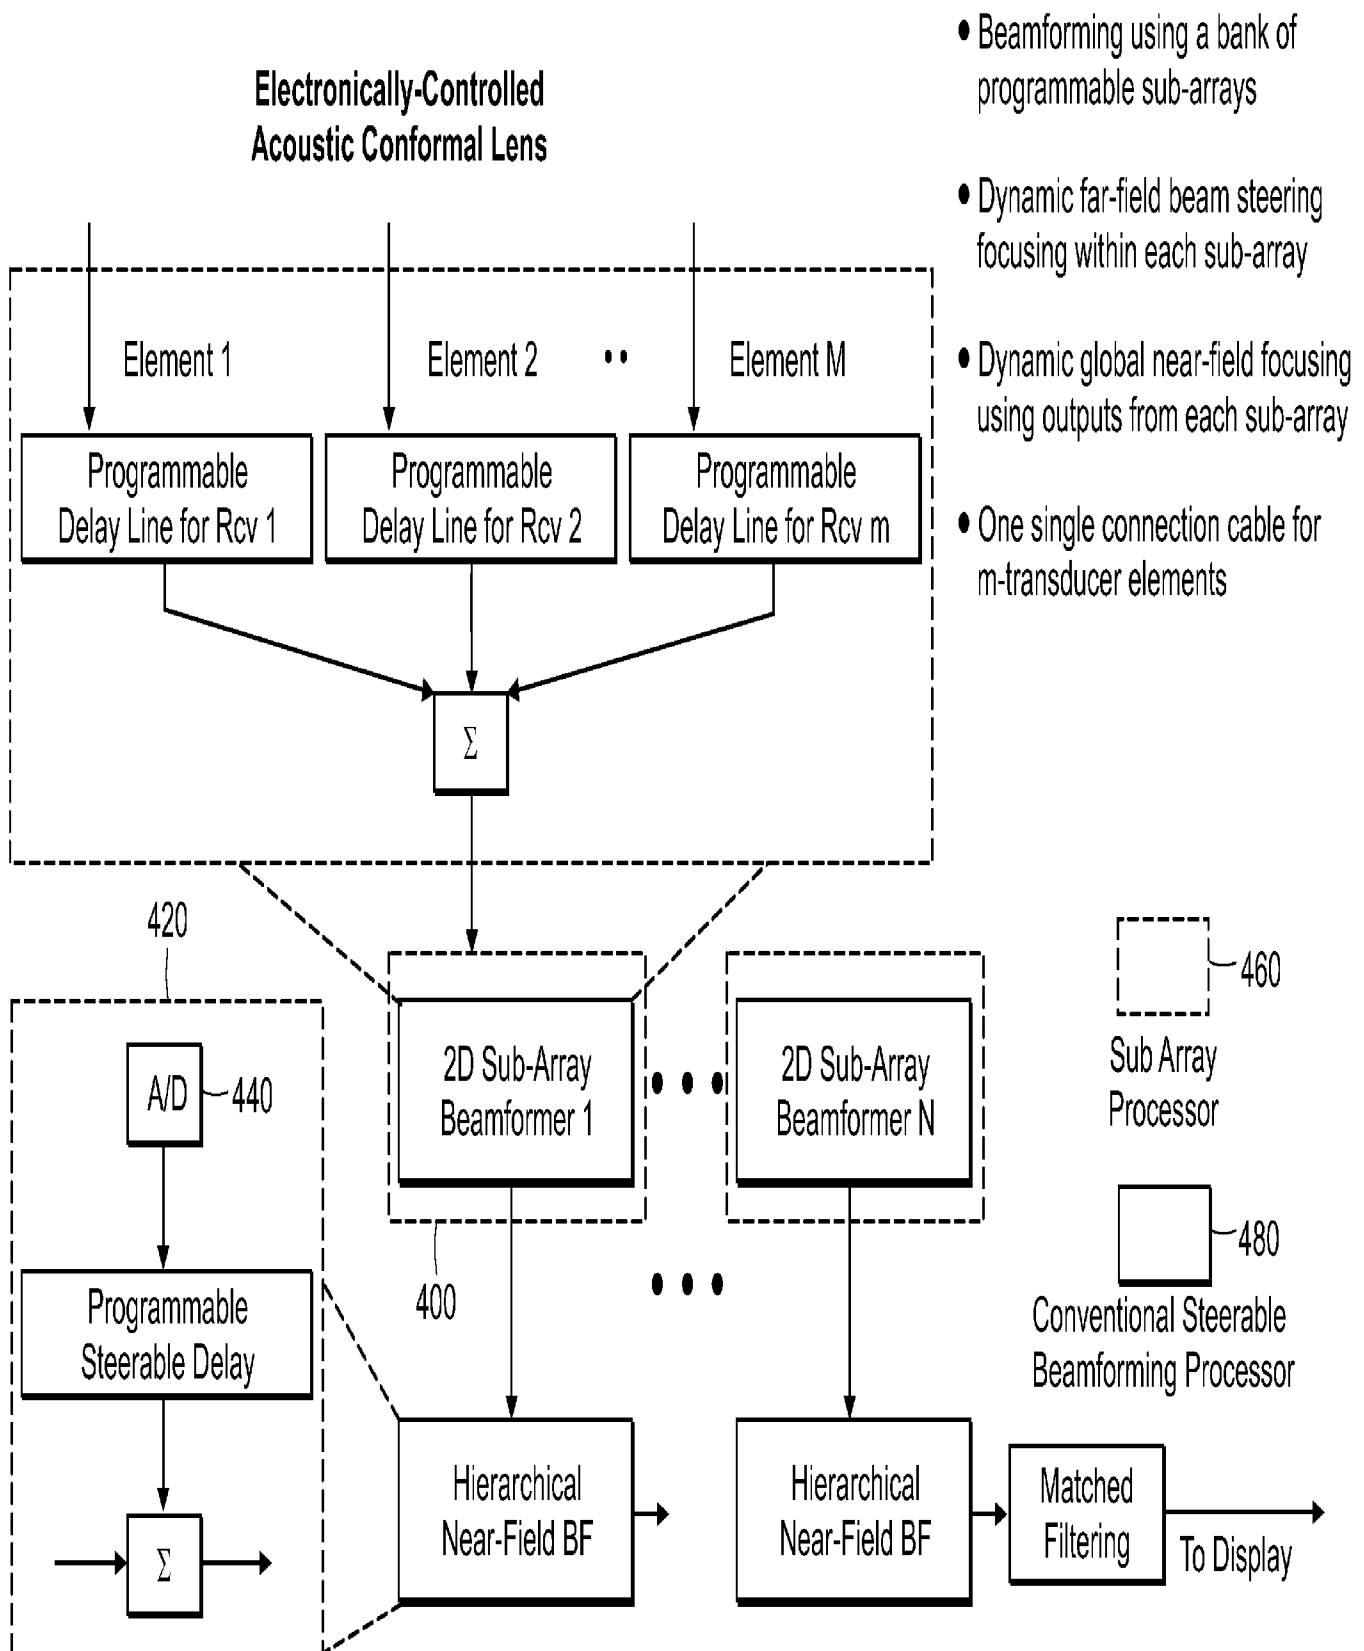 Electronically-Controlled
Acoustic Conformal Lens
• Beamforming using a bank of
programmable sub-arrays
• Dynamic far-field beam steering
focusing within each sub-array
• Dynamic global near-field focusing
using outputs from each sub-array
• One single connection cable for
m-transducer elements
Element 1
Element 2
••
Element M
Programmable
Delay Line for Rcv 1
Programmable
Delay Line for Rcv 2
Programmable
Delay Line for Rcv m
Σ
420
A/D
440
Programmable
Steerable Delay
Σ
2D Sub-Array
Beamformer 1
• • •
2D Sub-Array
Beamformer N
400
• • •
460
Sub Array
Processor
480
Conventional Steerable
Beamforming Processor
Hierarchical
Near-Field BF
Hierarchical
Near-Field BF
Matched
Filtering
To Display